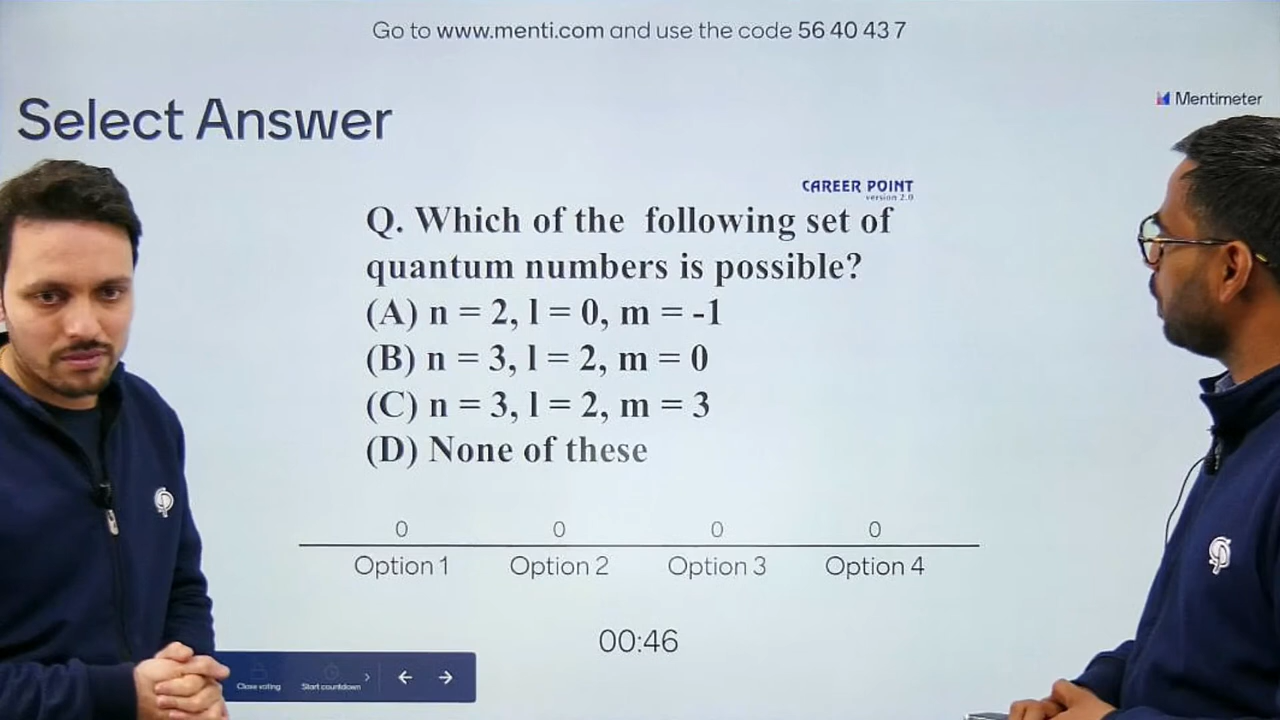 Go to www.menti.com and use the code 56 40 43 7
Mentimeter
Select Answer
CAREER POINT
version 2.0
Q. Which of the following set of
quantum numbers is possible?
(A) n = 2, l = 0, m = -1
(B) n = 3, l = 2, m = 0
(C) n = 3, l = 2, m = 3
(D) None of these
0 0 0 0
Option 1 Option 2 Option 3 Option 4
00:46
Close voting Start countdown